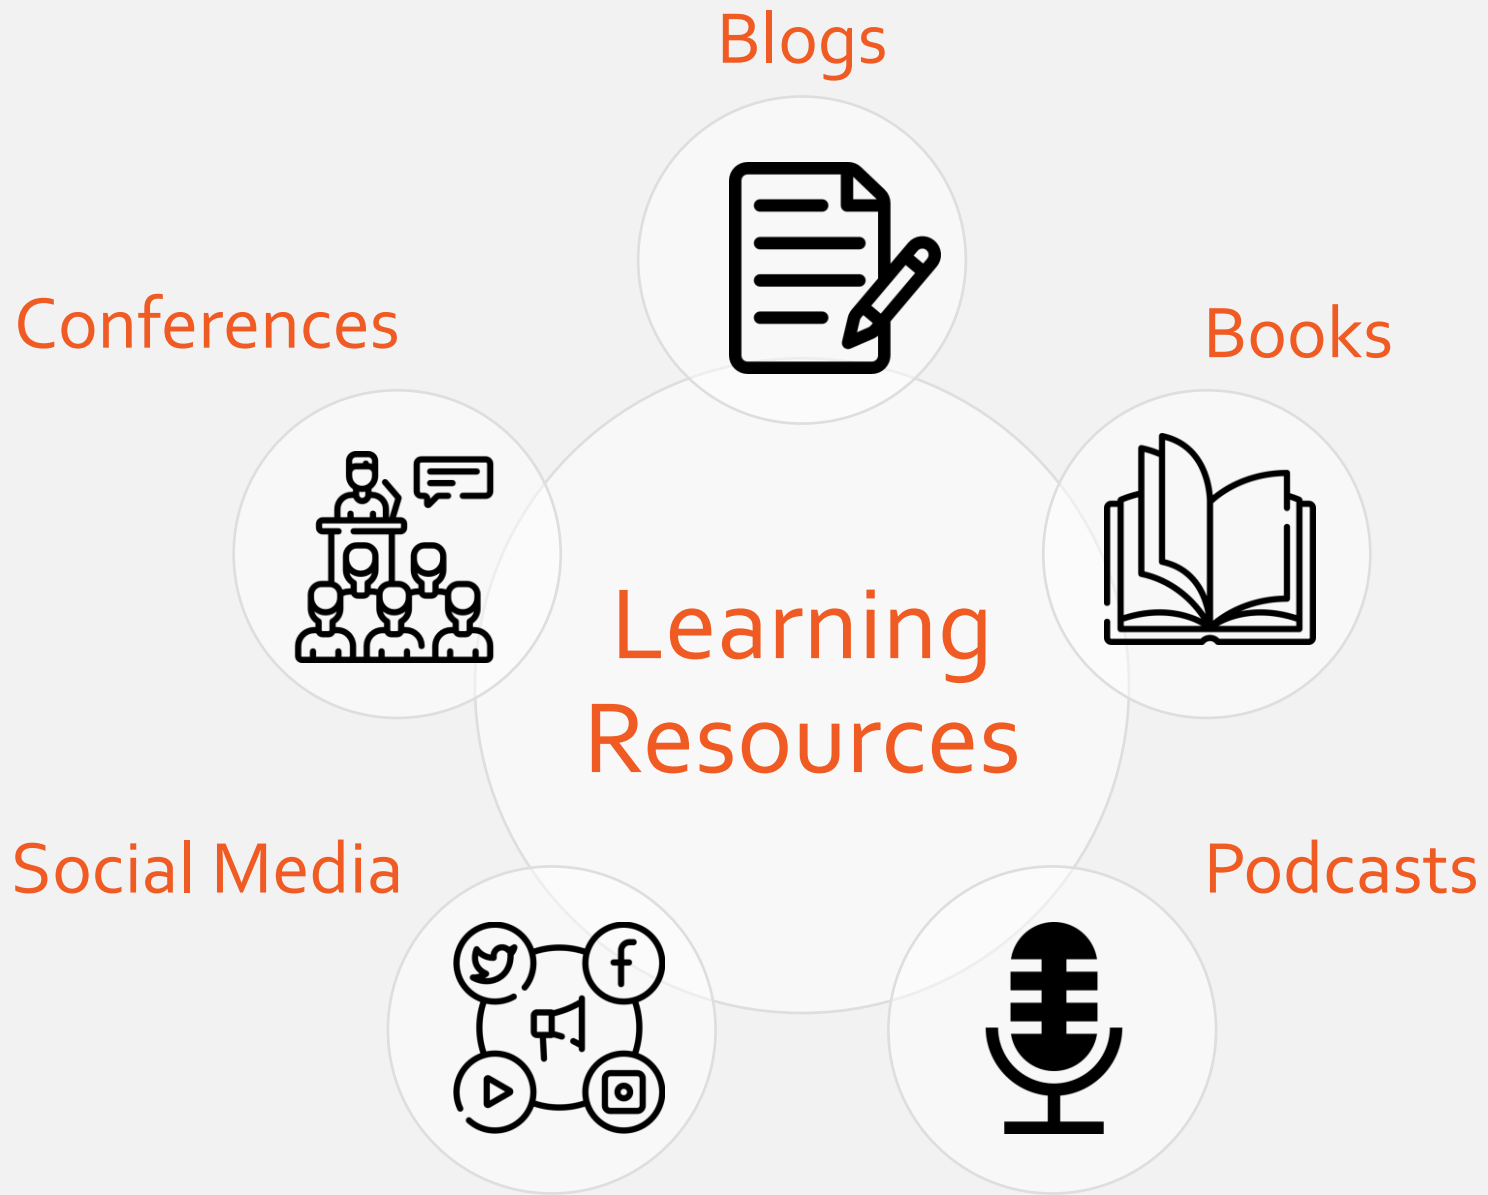 Blogs
Conferences
Books
Learning
Resources
Social Media
Podcasts